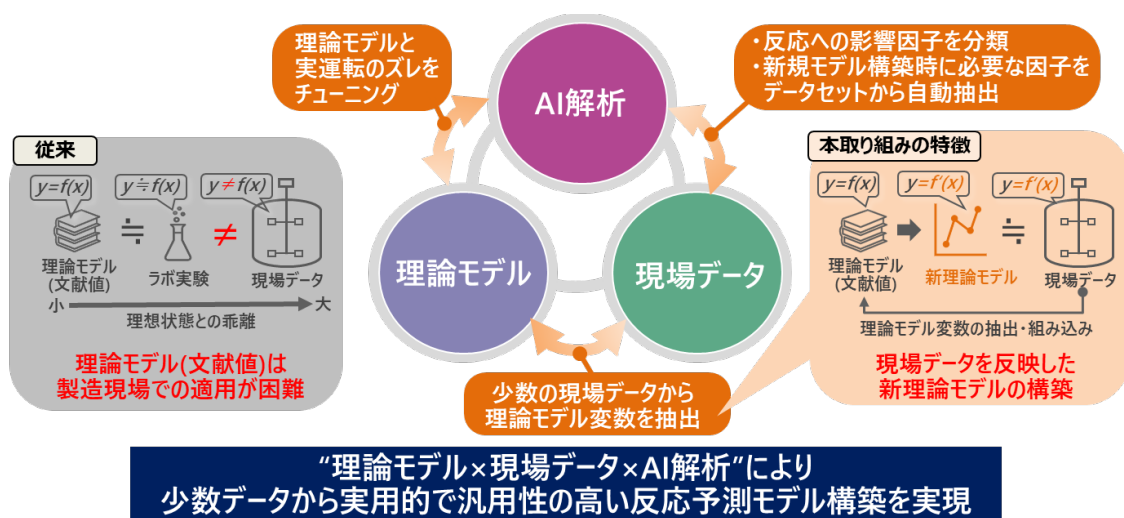 理論モデルと
実運転のズレを
チューニング
・反応への影響因子を分類
・新規モデル構築時に必要な因子を
データセットから自動抽出
AI解析
理論モデル
現場データ
少数の現場データから
理論モデル変数を抽出
従来
y=f(x)
y≒f(x)
y≠f(x)
≒
≠
理論モデル
(文献値)
ラボ実験
現場データ
小
大
理想状態との乖離
理論モデル(文献値)は
製造現場での適用が困難
本取り組みの特徴
y=f(x)
y=f'(x)
y≒f'(x)
≒
理論モデル
(文献値)
新理論モデル
現場データ
理論モデル変数の抽出・組み込み
現場データを反映した
新理論モデルの構築
“理論モデル×現場データ×AI解析”により
少数データから実用的で汎用性の高い反応予測モデル構築を実現